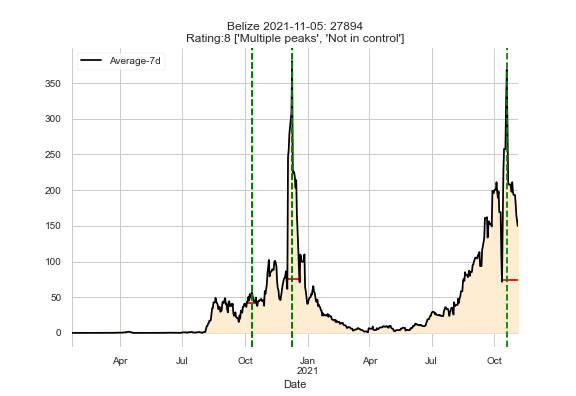 Belize 2021-11-05: 27894
Rating:8 ['Multiple peaks', 'Not in control']
Average-7d
350
300
250
200
150
100
50
0
Apr Jul Oct Jan Apr Jul Oct
2021
Date